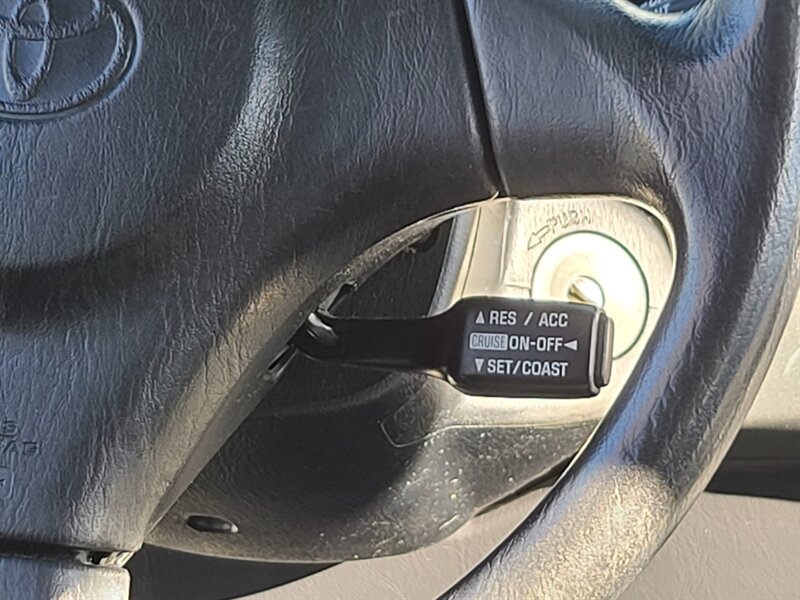 PUSH
▲ RES / ACC
CRUISE ON-OFF ◀
▼ SET/COAST